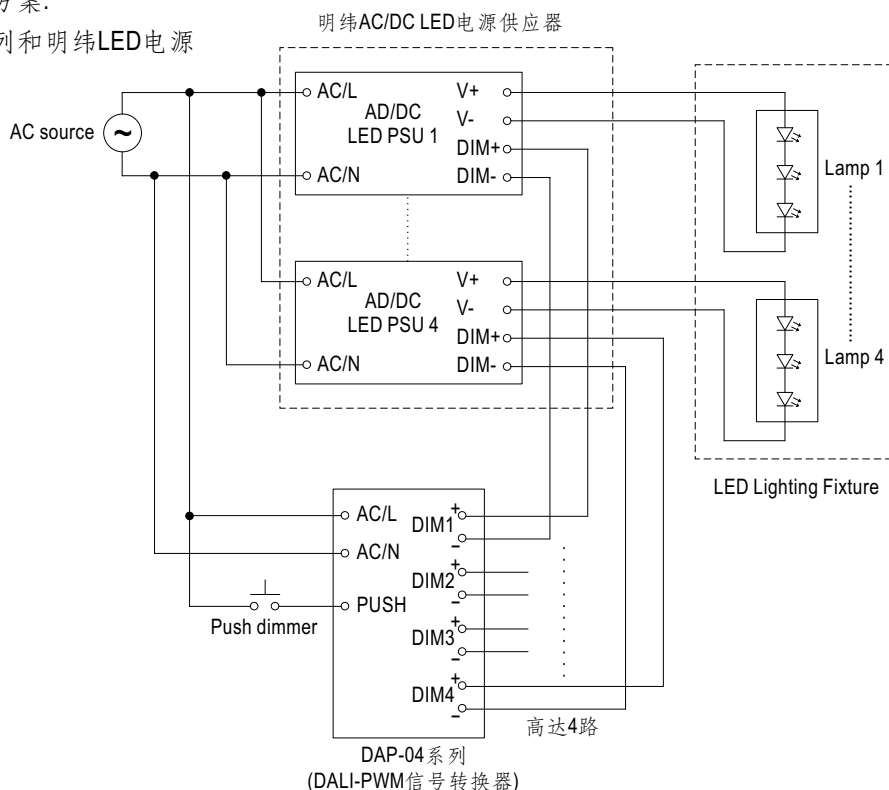 方案.
列和明纬LED电源
明纬AC/DC LED电源供应器
AC source
~
AC/L
AD/DC
LED PSU 1
AC/N
V+
V-
DIM+
DIM-
Lamp 1
AC/L
AD/DC
LED PSU 4
AC/N
V+
V-
DIM+
DIM-
Lamp 4
LED Lighting Fixture
AC/L
AC/N
PUSH
Push dimmer
DIM1
+
-
DIM2
+
-
DIM3
+
-
DIM4
+
-
高达4路
DAP-04系列
(DALI-PWM信号转换器)